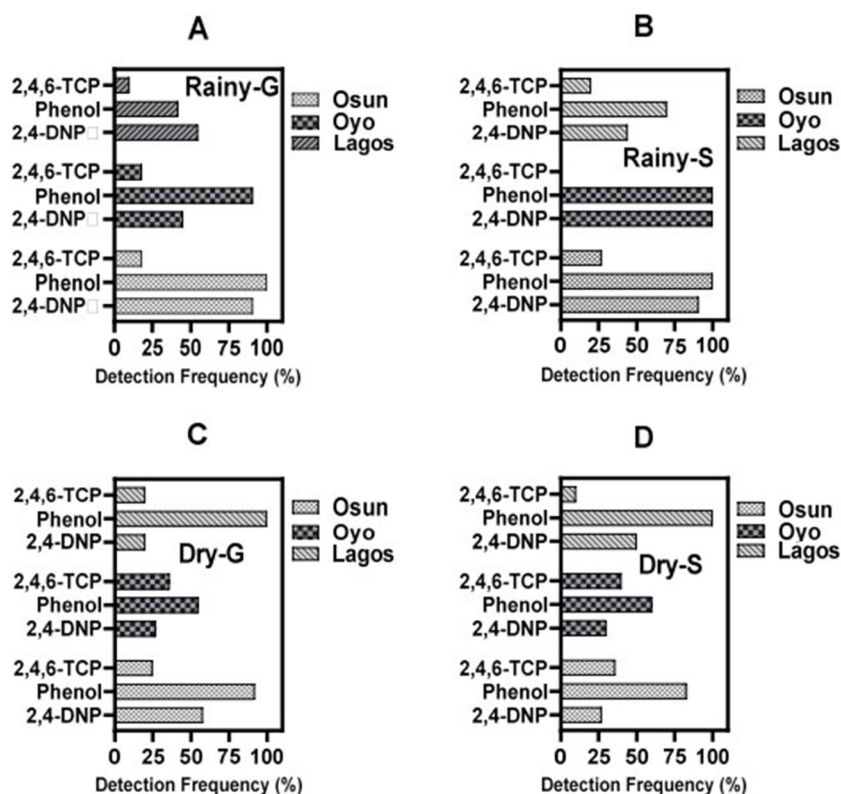 A
Rainy-G
2,4,6-TCP
Phenol
2,4-DNP
2,4,6-TCP
Phenol
2,4-DNP
2,4,6-TCP
Phenol
2,4-DNP
0 25 50 75 100
Detection Frequency (%)
Osun
Oyo
Lagos
B
Rainy-S
2,4,6-TCP
Phenol
2,4-DNP
2,4,6-TCP
Phenol
2,4-DNP
2,4,6-TCP
Phenol
2,4-DNP
0 25 50 75 100
Detection Frequency (%)
Osun
Oyo
Lagos
C
Dry-G
2,4,6-TCP
Phenol
2,4-DNP
2,4,6-TCP
Phenol
2,4-DNP
2,4,6-TCP
Phenol
2,4-DNP
0 25 50 75 100
Detection Frequency (%)
Osun
Oyo
Lagos
D
Dry-S
2,4,6-TCP
Phenol
2,4-DNP
2,4,6-TCP
Phenol
2,4-DNP
2,4,6-TCP
Phenol
2,4-DNP
0 25 50 75 100
Detection Frequency (%)
Osun
Oyo
Lagos